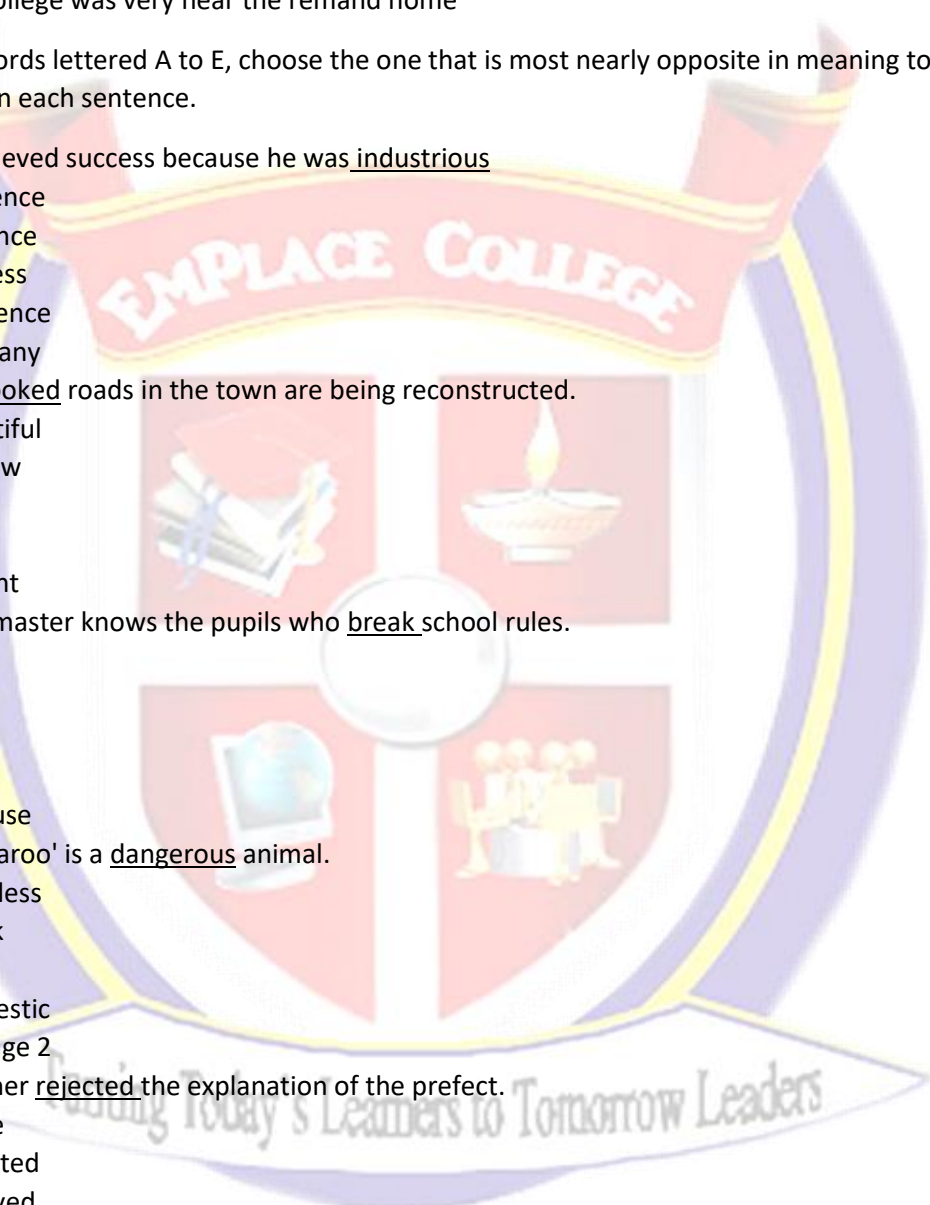 ollege was very near the remand home
ords lettered A to E, choose the one that is most nearly opposite in meaning to
n each sentence.
ieved success because he was industrious
ence
nce
ess
ence
any
EMPLACE COLLEGE
oked roads in the town are being reconstructed.
tiful
w
nt
master knows the pupils who break school rules.
use
aroo' is a dangerous animal.
less
k
estic
ge 2
her rejected the explanation of the prefect.
Turning Today's Learners to Tomorrow Leaders
e
ted
ved